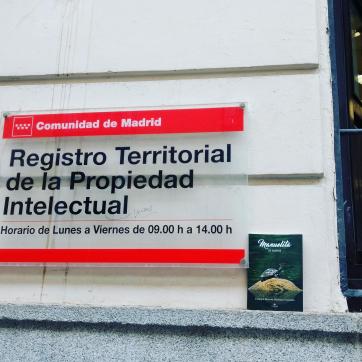 Comunidad de Madrid
Registro Territorial
de la Propiedad
Intelectual
Horario de Lunes a Viernes de 09.00 h a 14.00 h
Manuelita